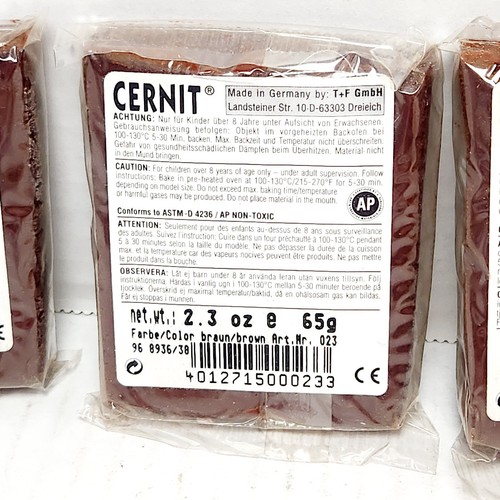 CERNIT®
Made in Germany by: T+F GmbH
Landsteiner Str. 10-D-63303 Dreieich
ACHTUNG: Nur für Kinder über 8 Jahre unter Aufsicht von Erwachsenen.
Gebrauchsanweisung befolgen: Objekt im vorgeheizten Backofen bei
100-130°C 5-30 Min. backen. Max. Backzeit und Temperatur nicht überschreiten.
Gefahr von gesundheitsschädlichen Dämpfen beim Überhitzen. Material nicht
in den Mund bringen.
CAUTION: For children over 8 years of age only – under adult supervision. Follow
instructions: Bake in pre-heated oven at 100-130°C/215-270°F for 5-30 min.
depending on model size. Do not exceed max. baking time/temperature
or harmful gases may be produced. Do not place material in the mouth.
AP
Conforms to ASTM-D 4236 / AP NON-TOXIC
ATTENTION: Seulement pour des enfants au-dessus de 8 ans sous surveillance
des adultes. Suivez l'instruction: Cuire dans un four préchauffé à 100-130°C pendant
5 à 30 minutes selon la taille du modèle. Ne pas dépasser la durée de la cuisson
max. et la temperature car des vapeurs nocives peuvent être produits. Ne pas mettre
le produit dans la bouche.
OBSERVERA: Låt ej barn under 8 år använda leran utan vuxens tillsyn. Följ
instruktionerna. Härdas i vanlig ugn i 100-130°C mellan 5-30 minuter beroende på
tjocklek. Överskrid ej maximal temperatur/baktid, då en ohälsosam gas kan bildas.
Får ej stoppas i munnen.
net.wt.: 2.3 oz e 65g
Farbe/Color braun/brown Art.Nr. 023
96 8936/38
4012715000233
CE